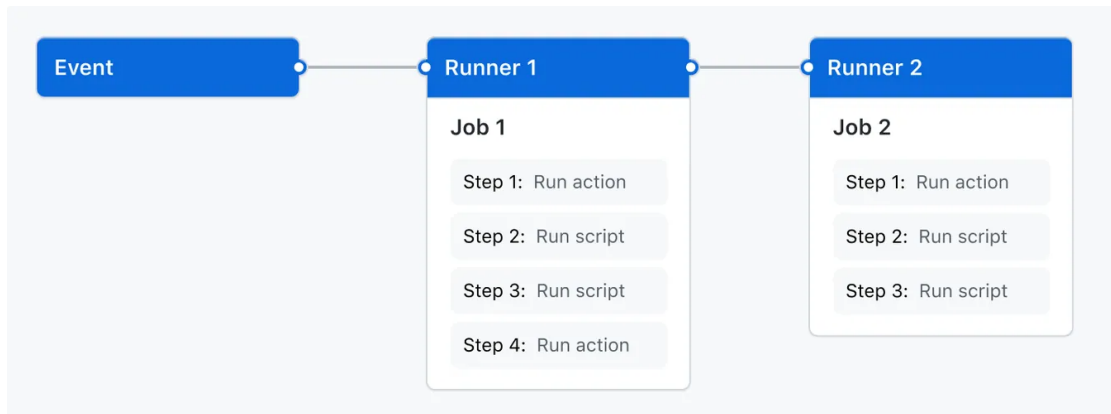 Event
Runner 1
Job 1
Step 1: Run action
Step 2: Run script
Step 3: Run script
Step 4: Run action
Runner 2
Job 2
Step 1: Run action
Step 2: Run script
Step 3: Run script